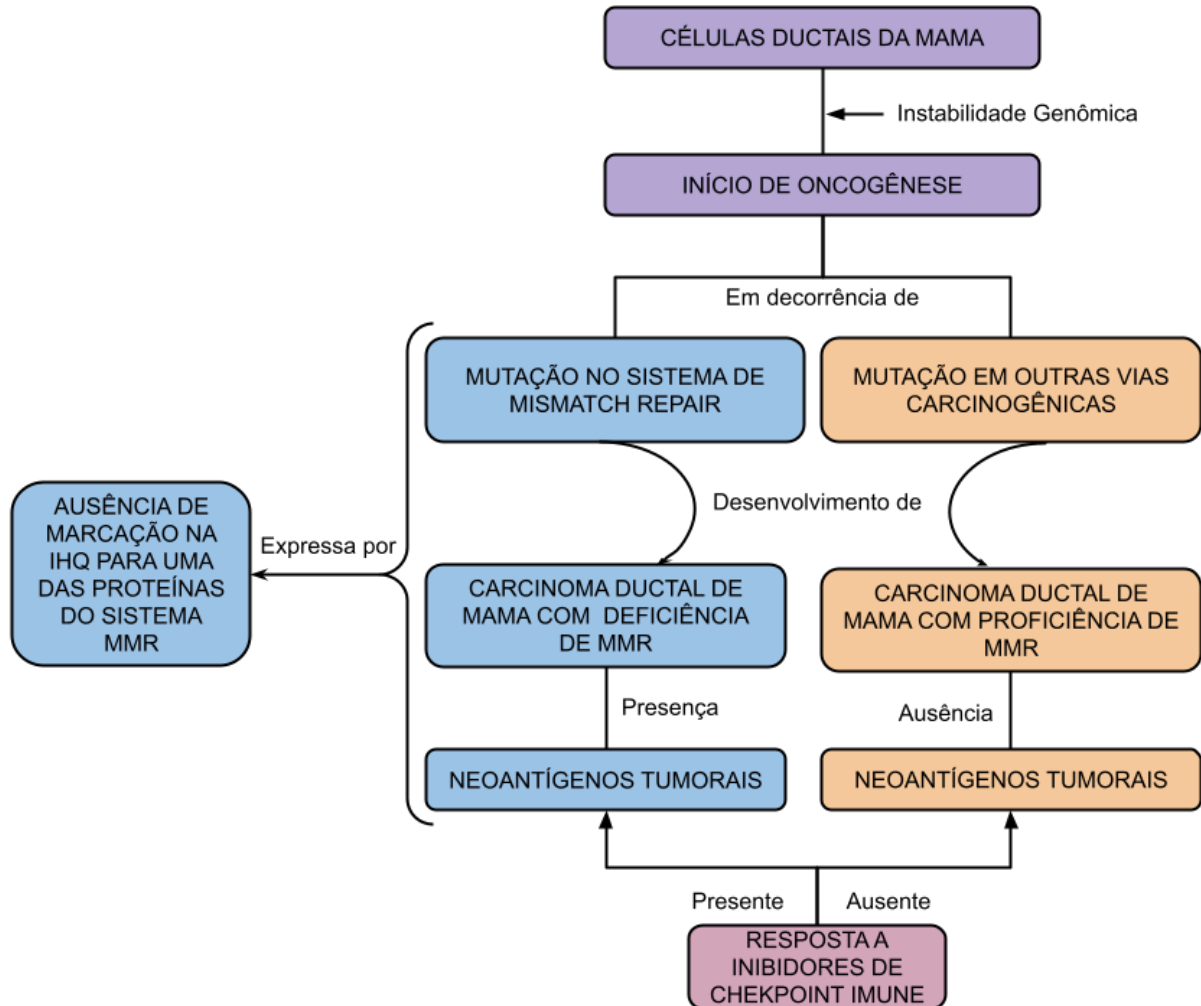 CÉLULAS DUCTAIS DA MAMA
Instabilidade Genômica
INÍCIO DE ONCOGÊNESE
Em decorrência de
MUTAÇÃO NO SISTEMA DE
MISMATCH REPAIR
MUTAÇÃO EM OUTRAS VIAS
CARCINOGÊNICAS
AUSÊNCIA DE
MARCAÇÃO NA
IHQ PARA UMA
DAS PROTEÍNAS
DO SISTEMA
MMR
Expressa por
Desenvolvimento de
CARCINOMA DUCTAL DE
MAMA COM DEFICIÊNCIA
DE MMR
CARCINOMA DUCTAL DE
MAMA COM PROFICIÊNCIA DE
MMR
Presença
Ausência
NEOANTÍGENOS TUMORAIS
NEOANTÍGENOS TUMORAIS
Presente
Ausente
RESPOSTA A
INIBIDORES DE
CHEKPOINT IMUNE